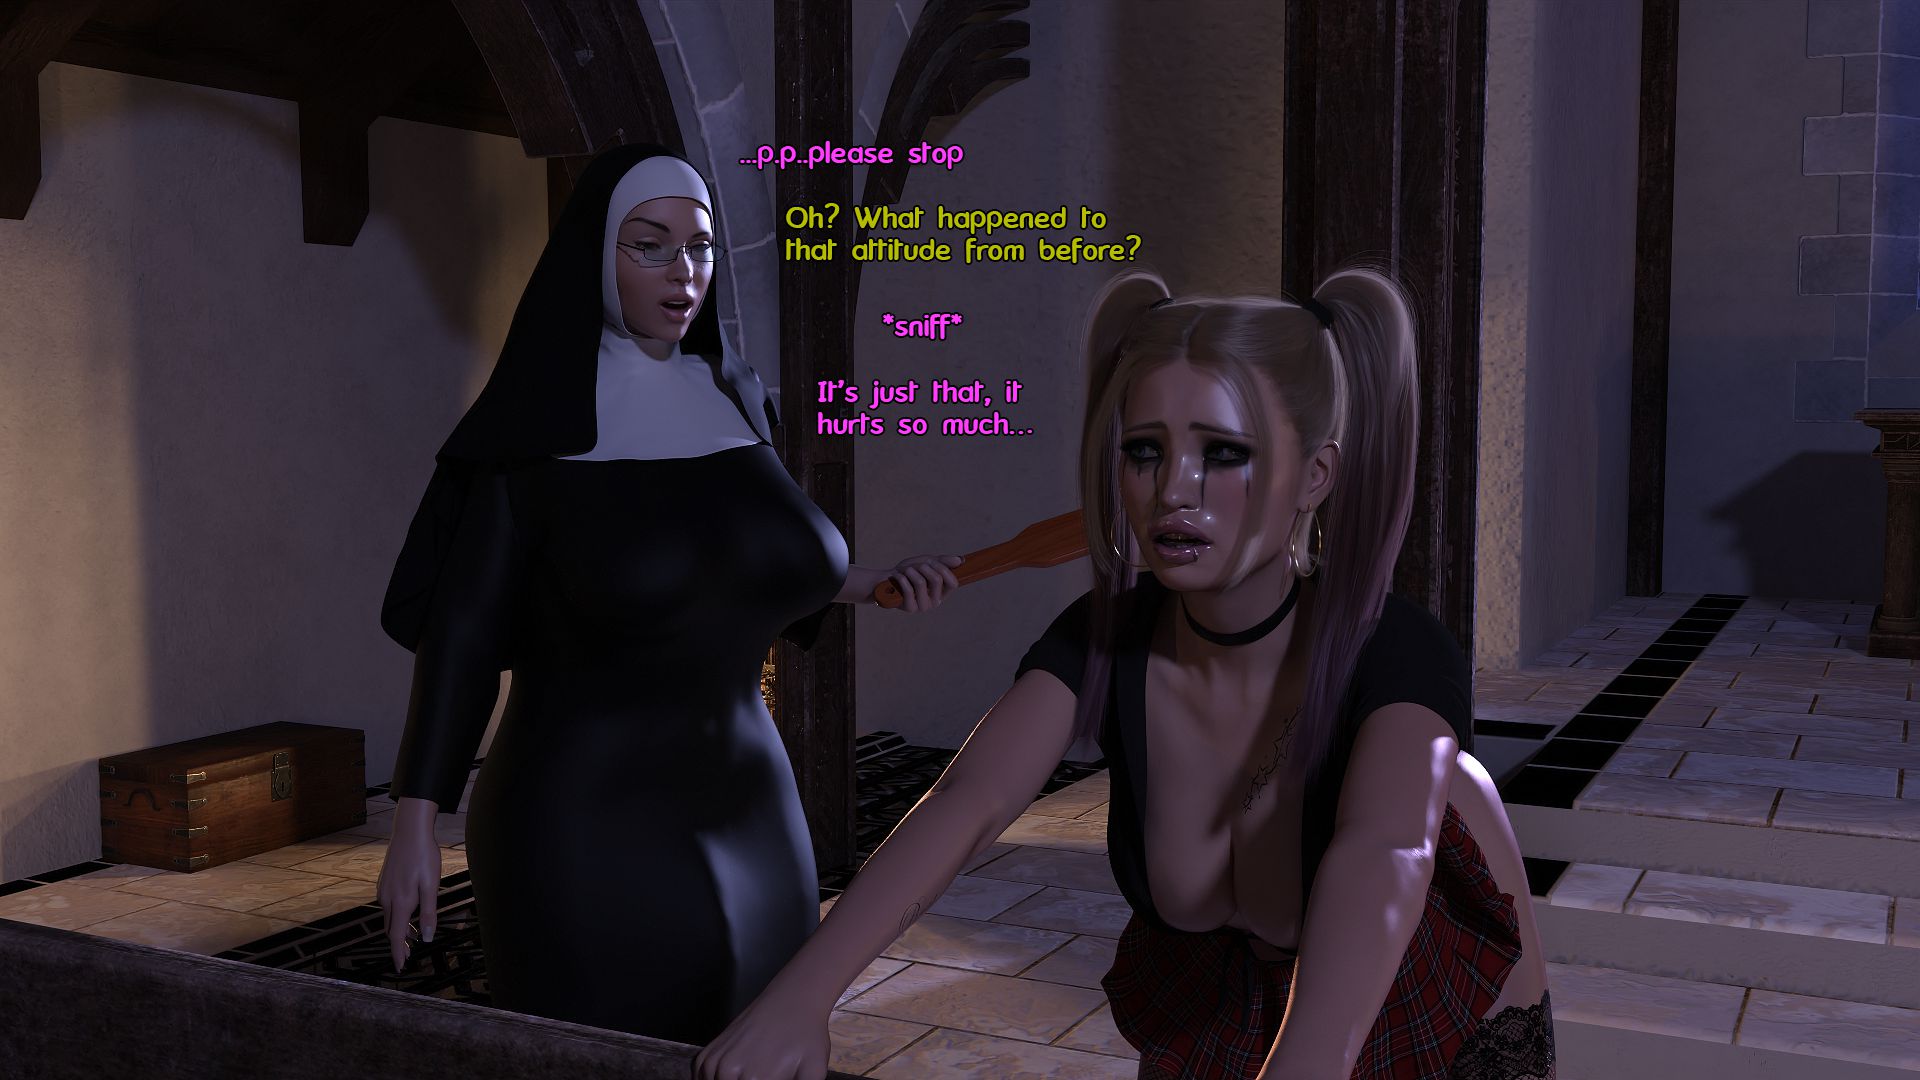 ...p.p..please stop
Oh? What happened to
that attitude from before?
*sniff*
It's just that, it
hurts so much...